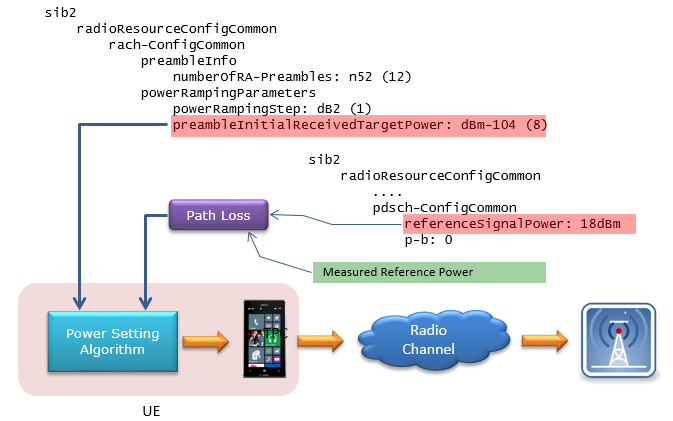 sib2
radioResourceConfigCommon
rach-ConfigCommon
preambleInfo
numberOfRA-Preambles: n52 (12)
powerRampingParameters
powerRampingStep: dB2 (1)
preambleInitialReceivedTargetPower: dBm-104 (8)
sib2
radioResourceConfigCommon
....
pdsch-ConfigCommon
referenceSignalPower: 18dBm
p-b: 0
Path Loss
Measured Reference Power
Power Setting
Algorithm
TPC
Radio
Channel
UE